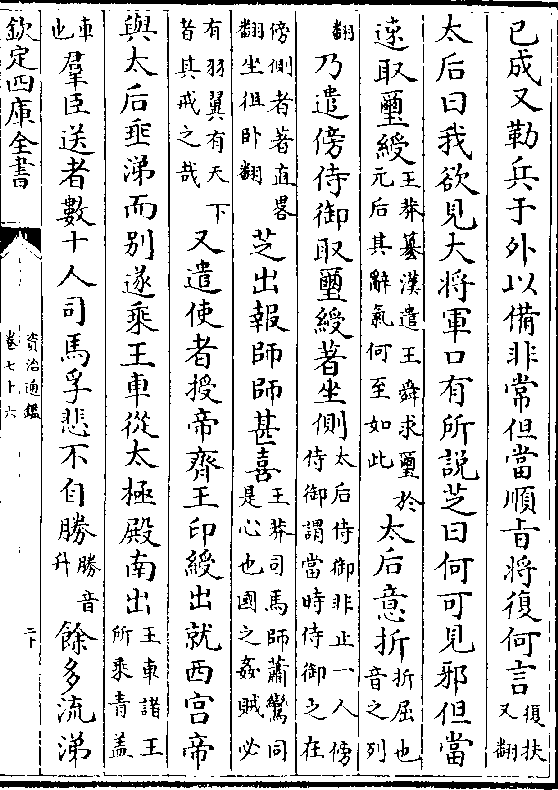 已成又勒兵于外以備非常但當順旨將復何言復扶又翻
太后曰我欲見大將軍口有所說芝曰何可見邪但當
速取璽綬王莽簒漢遣王舜求璽於元后其辭氣何至如此太后意折折屈也音之列
翻乃遣傍侍御取璽綬著坐側太后侍御非止一人傍侍御謂當時侍御之在
傍側者著直畧翻坐徂卧翻芝出報師師甚喜王莽司馬師蕭鸞同是心也國之姦賊必
有羽翼有天下者其戒之哉又遣使者授帝齊王印綬出就西宫帝
與太后垂涕而別遂乘王車從太極殿南出王車諸王所乘青盖
車也羣臣送者數十人司馬孚悲不自勝勝音升餘多流涕
欽定四庫全書
資治通鑑
卷七十六